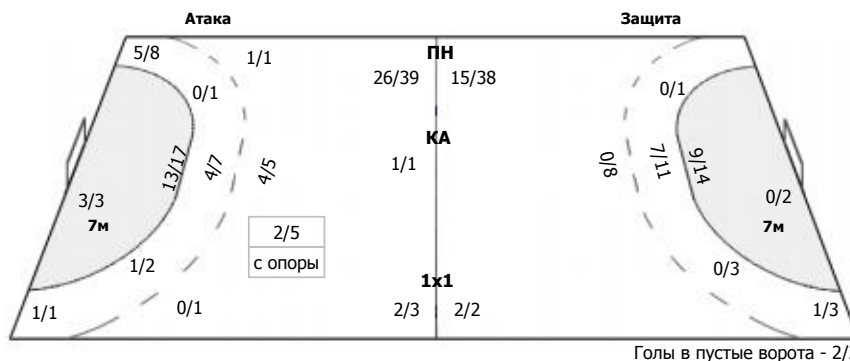 Атака Защита
5/8 1/1 ПН
26/39 15/38
0/1 0/1
КА
1/1
13/17 4/7 4/5 0/8 7/11 9/14
3/3 0/2
7м 7м
2/5
с опоры
1/2 0/3
1x1
1/1 0/1 2/3 2/2 1/3
Голы в пустые ворота - 2/